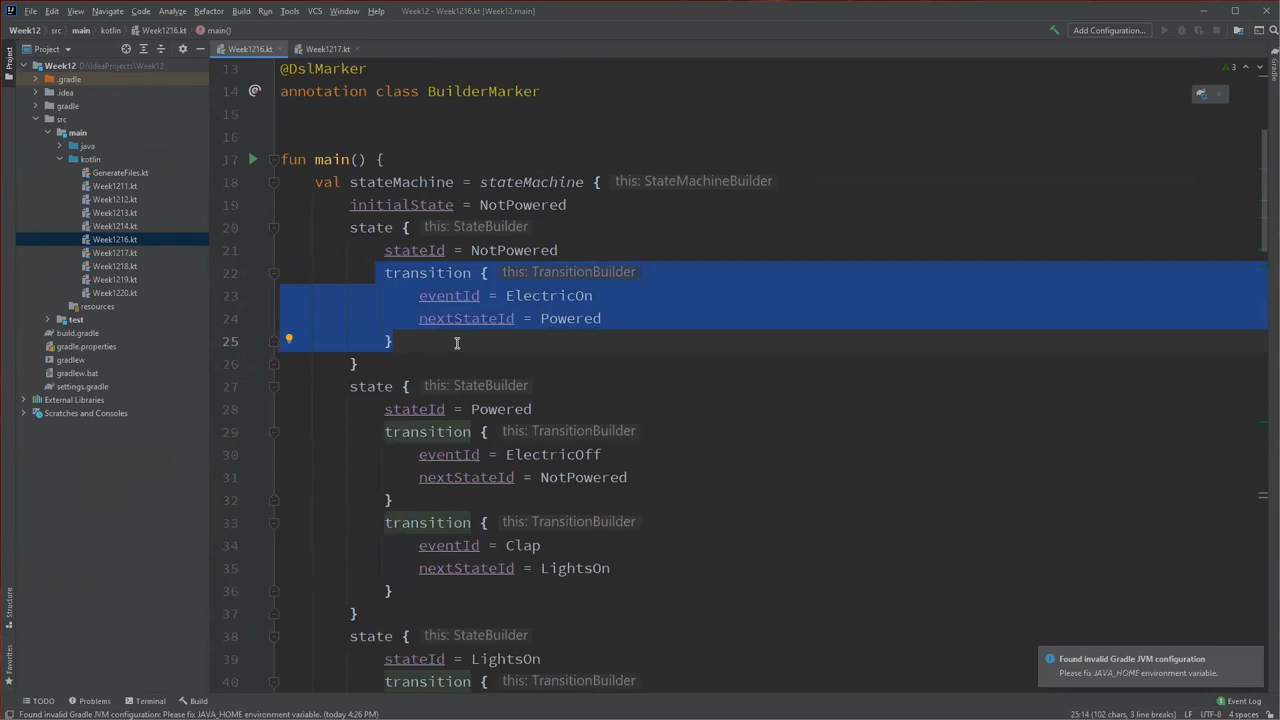 File Edit View Navigate Code Analyze Refactor Build Run Tools VCS Window Help Week12 - Week1216.kt [Week12.main]
Week12 src main kotlin Week1216.kt main()
Add Configuration...
Project
Week1216.kt
Week1217.kt
Project
Week12 D:\IdeaProjects\Week12
.gradle
.idea
gradle
src
main
java
kotlin
GenerateFiles.kt
Week1211.kt
Week1212.kt
Week1213.kt
Week1214.kt
Week1216.kt
Week1217.kt
Week1218.kt
Week1219.kt
Week1220.kt
resources
test
build.gradle
gradle.properties
gradlew
gradlew.bat
settings.gradle
External Libraries
Scratches and Consoles
Structure
Favorites
Gradle
3
13 @DslMarker
14 annotation class BuilderMarker
15
16
17 fun main() {
18 val stateMachine = stateMachine { this: StateMachineBuilder
19 initialState = NotPowered
20 state { this: StateBuilder
21 stateId = NotPowered
22 transition { this: TransitionBuilder
23 eventId = ElectricOn
24 nextStateId = Powered
25 }
26 }
27 state { this: StateBuilder
28 stateId = Powered
29 transition { this: TransitionBuilder
30 eventId = ElectricOff
31 nextStateId = NotPowered
32 }
33 transition { this: TransitionBuilder
34 eventId = Clap
35 nextStateId = LightsOn
36 }
37 }
38 state { this: StateBuilder
39 stateId = LightsOn
40 transition { this: TransitionBuilder
Found invalid Gradle JVM configuration
Please fix JAVA_HOME environment variable.
TODO Problems Terminal Build Event Log
Found invalid Gradle JVM configuration: Please fix JAVA_HOME environment variable. (today 4:26 PM) 25:14 (102 chars, 3 line breaks) LF UTF-8 4 spaces